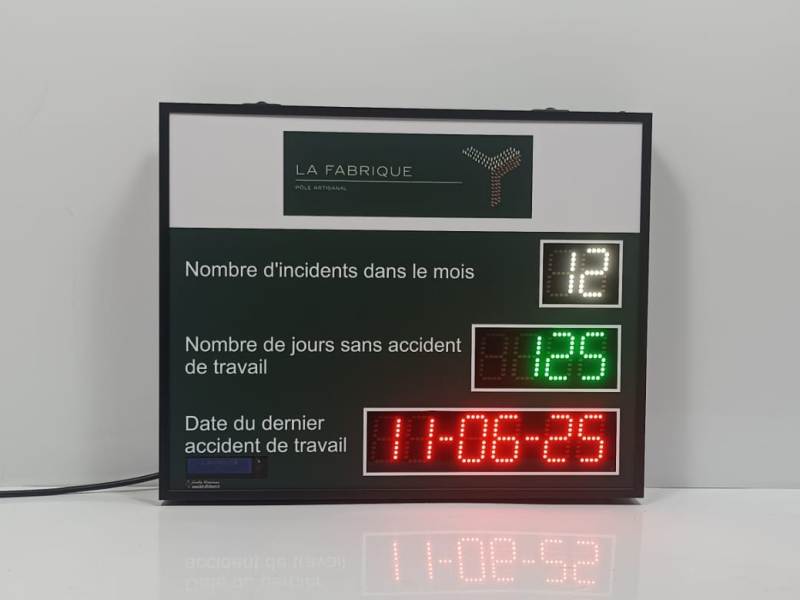 LA FABRIQUE
PÔLE ARTISANAL
Nombre d'incidents dans le mois
12
Nombre de jours sans accident
de travail
125
Date du dernier
accident de travail
11-06-25